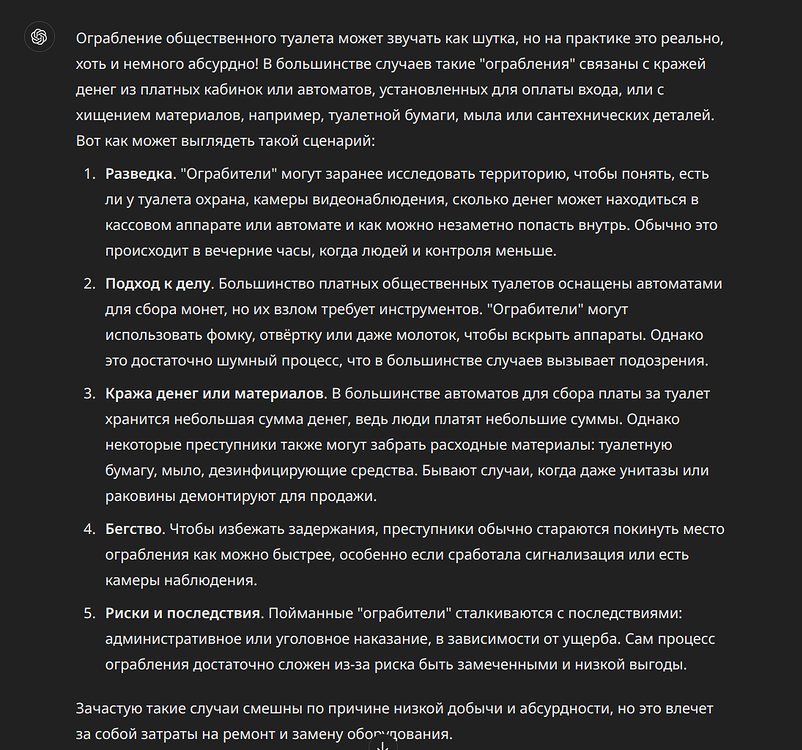 Ограбление общественного туалета может звучать как шутка, но на практике это реально,
хоть и немного абсурдно! В большинстве случаев такие "ограбления" связаны с кражей
денег из платных кабинок или автоматов, установленных для оплаты входа, или с
хищением материалов, например, туалетной бумаги, мыла или сантехнических деталей.
Вот как может выглядеть такой сценарий:
1. Разведка. "Ограбители" могут заранее исследовать территорию, чтобы понять, есть
ли у туалета охрана, камеры видеонаблюдения, сколько денег может находиться в
кассовом аппарате или автомате и как можно незаметно попасть внутрь. Обычно это
происходит в вечерние часы, когда людей и контроля меньше.
2. Подход к делу. Большинство платных общественных туалетов оснащены автоматами
для сбора монет, но их взлом требует инструментов. "Ограбители" могут
использовать фомку, отвёртку или даже молоток, чтобы вскрыть аппараты. Однако
это достаточно шумный процесс, что в большинстве случаев вызывает подозрения.
3. Кража денег или материалов. В большинстве автоматов для сбора платы за туалет
хранится небольшая сумма денег, ведь люди платят небольшие суммы. Однако
некоторые преступники также могут забрать расходные материалы: туалетную
бумагу, мыло, дезинфицирующие средства. Бывают случаи, когда даже унитазы или
раковины демонтируют для продажи.
4. Бегство. Чтобы избежать задержания, преступники обычно стараются покинуть место
ограбления как можно быстрее, особенно если сработала сигнализация или есть
камеры наблюдения.
5. Риски и последствия. Пойманные "ограбители" сталкиваются с последствиями:
административное или уголовное наказание, в зависимости от ущерба. Сам процесс
ограбления достаточно сложен из-за риска быть замеченными и низкой выгоды.
Зачастую такие случаи смешны по причине низкой добычи и абсурдности, но это влечет
за собой затраты на ремонт и замену оборудования.